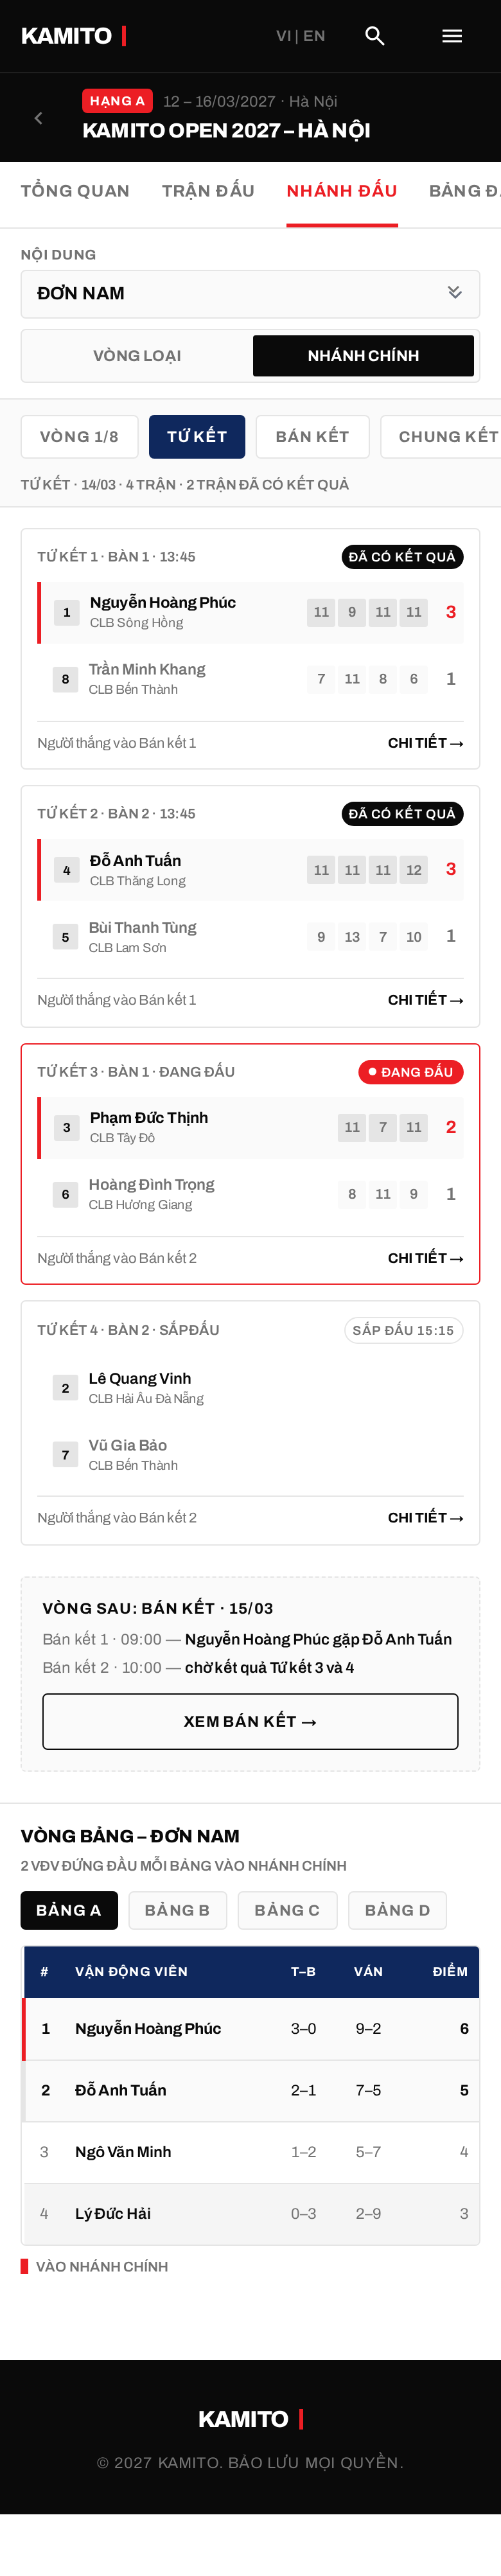 KAMITO
VI | EN
HẠNG A 12 – 16/03/2027 · Hà Nội
KAMITO OPEN 2027 – HÀ NỘI
TỔNG QUAN TRẬN ĐẤU NHÁNH ĐẤU BẢNG Đ
NỘI DUNG
ĐƠN NAM
VÒNG LOẠI NHÁNH CHÍNH
VÒNG 1/8 TỨ KẾT BÁN KẾT CHUNG KẾT
TỨ KẾT · 14/03 · 4 TRẬN · 2 TRẬN ĐÃ CÓ KẾT QUẢ
TỨ KẾT 1 · BÀN 1 · 13:45 ĐÃ CÓ KẾT QUẢ
1 Nguyễn Hoàng Phúc 11 9 11 11 3
CLB Sông Hồng
8 Trần Minh Khang 7 11 8 6 1
CLB Bến Thành
Người thắng vào Bán kết 1 CHI TIẾT →
TỨ KẾT 2 · BÀN 2 · 13:45 ĐÃ CÓ KẾT QUẢ
4 Đỗ Anh Tuấn 11 11 11 12 3
CLB Thăng Long
5 Bùi Thanh Tùng 9 13 7 10 1
CLB Lam Sơn
Người thắng vào Bán kết 1 CHI TIẾT →
TỨ KẾT 3 · BÀN 1 · ĐANG ĐẤU ĐANG ĐẤU
3 Phạm Đức Thịnh 11 7 11 2
CLB Tây Đô
6 Hoàng Đình Trọng 8 11 9 1
CLB Hương Giang
Người thắng vào Bán kết 2 CHI TIẾT →
TỨ KẾT 4 · BÀN 2 · SẮP ĐẤU SẮP ĐẤU 15:15
2 Lê Quang Vinh
CLB Hải Âu Đà Nẵng
7 Vũ Gia Bảo
CLB Bến Thành
Người thắng vào Bán kết 2 CHI TIẾT →
VÒNG SAU: BÁN KẾT · 15/03
Bán kết 1 · 09:00 — Nguyễn Hoàng Phúc gặp Đỗ Anh Tuấn
Bán kết 2 · 10:00 — chờ kết quả Tứ kết 3 và 4
XEM BÁN KẾT →
VÒNG BẢNG – ĐƠN NAM
2 VĐV ĐỨNG ĐẦU MỖI BẢNG VÀO NHÁNH CHÍNH
BẢNG A BẢNG B BẢNG C BẢNG D
# VẬN ĐỘNG VIÊN T–B VÁN ĐIỂM
1 Nguyễn Hoàng Phúc 3–0 9–2 6
2 Đỗ Anh Tuấn 2–1 7–5 5
3 Ngô Văn Minh 1–2 5–7 4
4 Lý Đức Hải 0–3 2–9 3
VÀO NHÁNH CHÍNH
KAMITO
© 2027 KAMITO. BẢO LƯU MỌI QUYỀN.